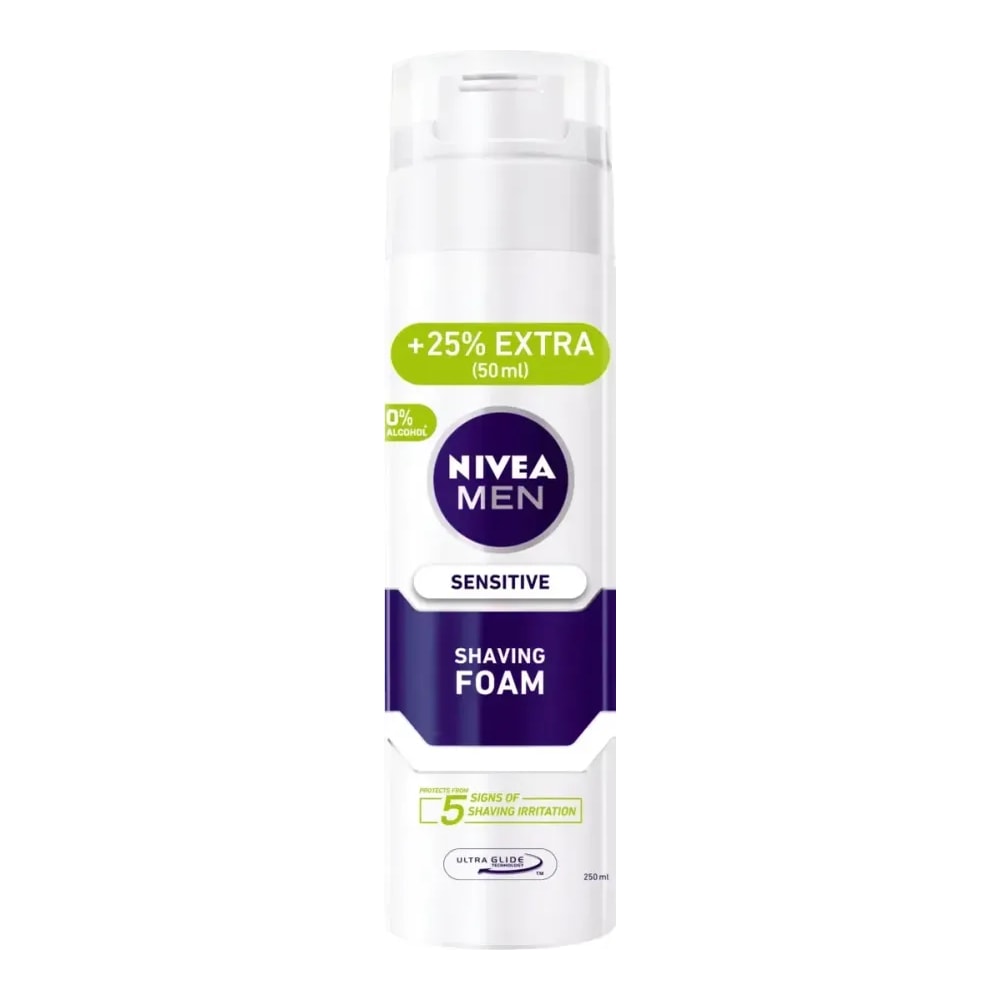 +25% EXTRA
(50 ml)
0%
ALCOHOL*
NIVEA
MEN
SENSITIVE
SHAVING
FOAM
PROTECTS FROM
5 SIGNS OF
SHAVING IRRITATION
ULTRA GLIDE
TECHNOLOGY
TM
250 ml